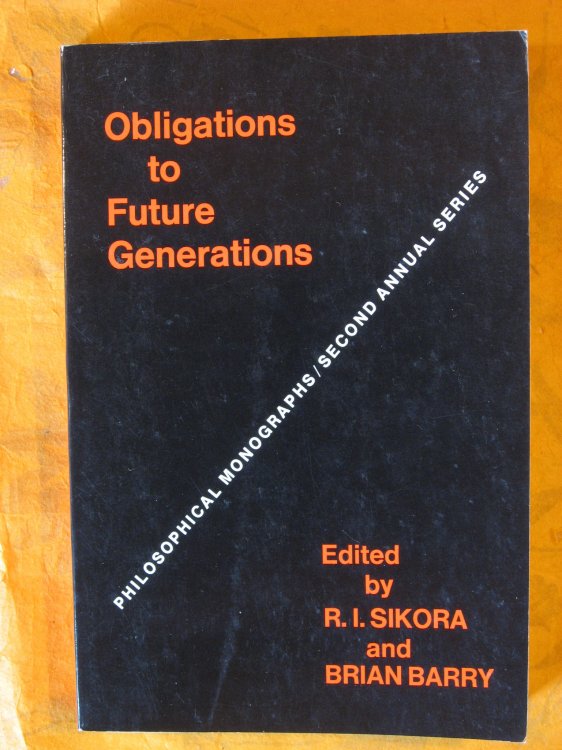 Obligations
to
Future
Generations
PHILOSOPHICAL MONOGRAPHS/SECOND ANNUAL SERIES
Edited
by
R. I. SIKORA
and
BRIAN BARRY